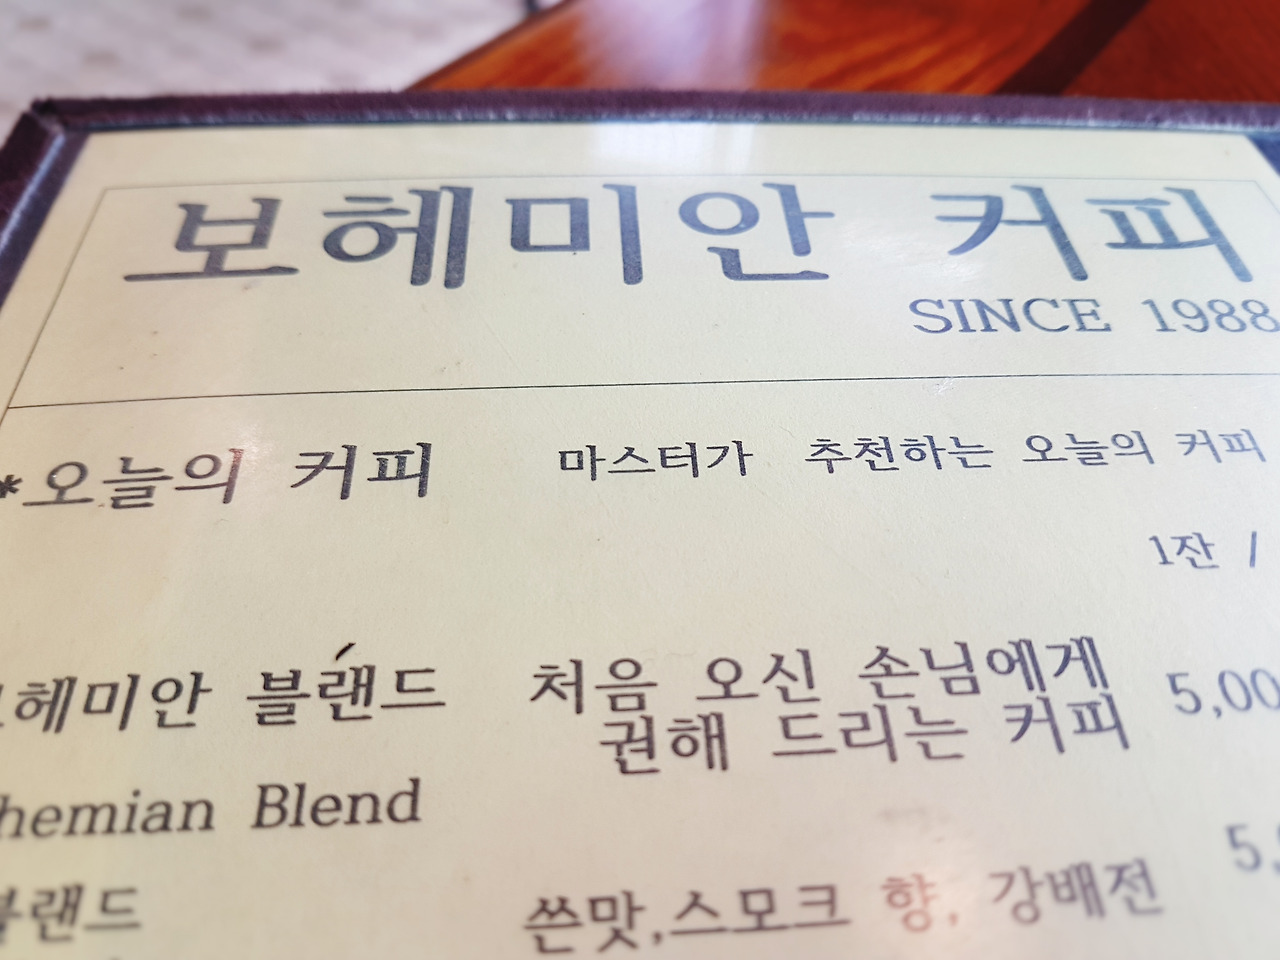 보헤미안 커피
SINCE 1988
*오늘의 커피 마스터가 추천하는 오늘의 커피
1잔 /
보헤미안 블랜드 처음 오신 손님에게 5,00
권해 드리는 커피
hemian Blend
블랜드 쓴맛,스모크 향, 강배전